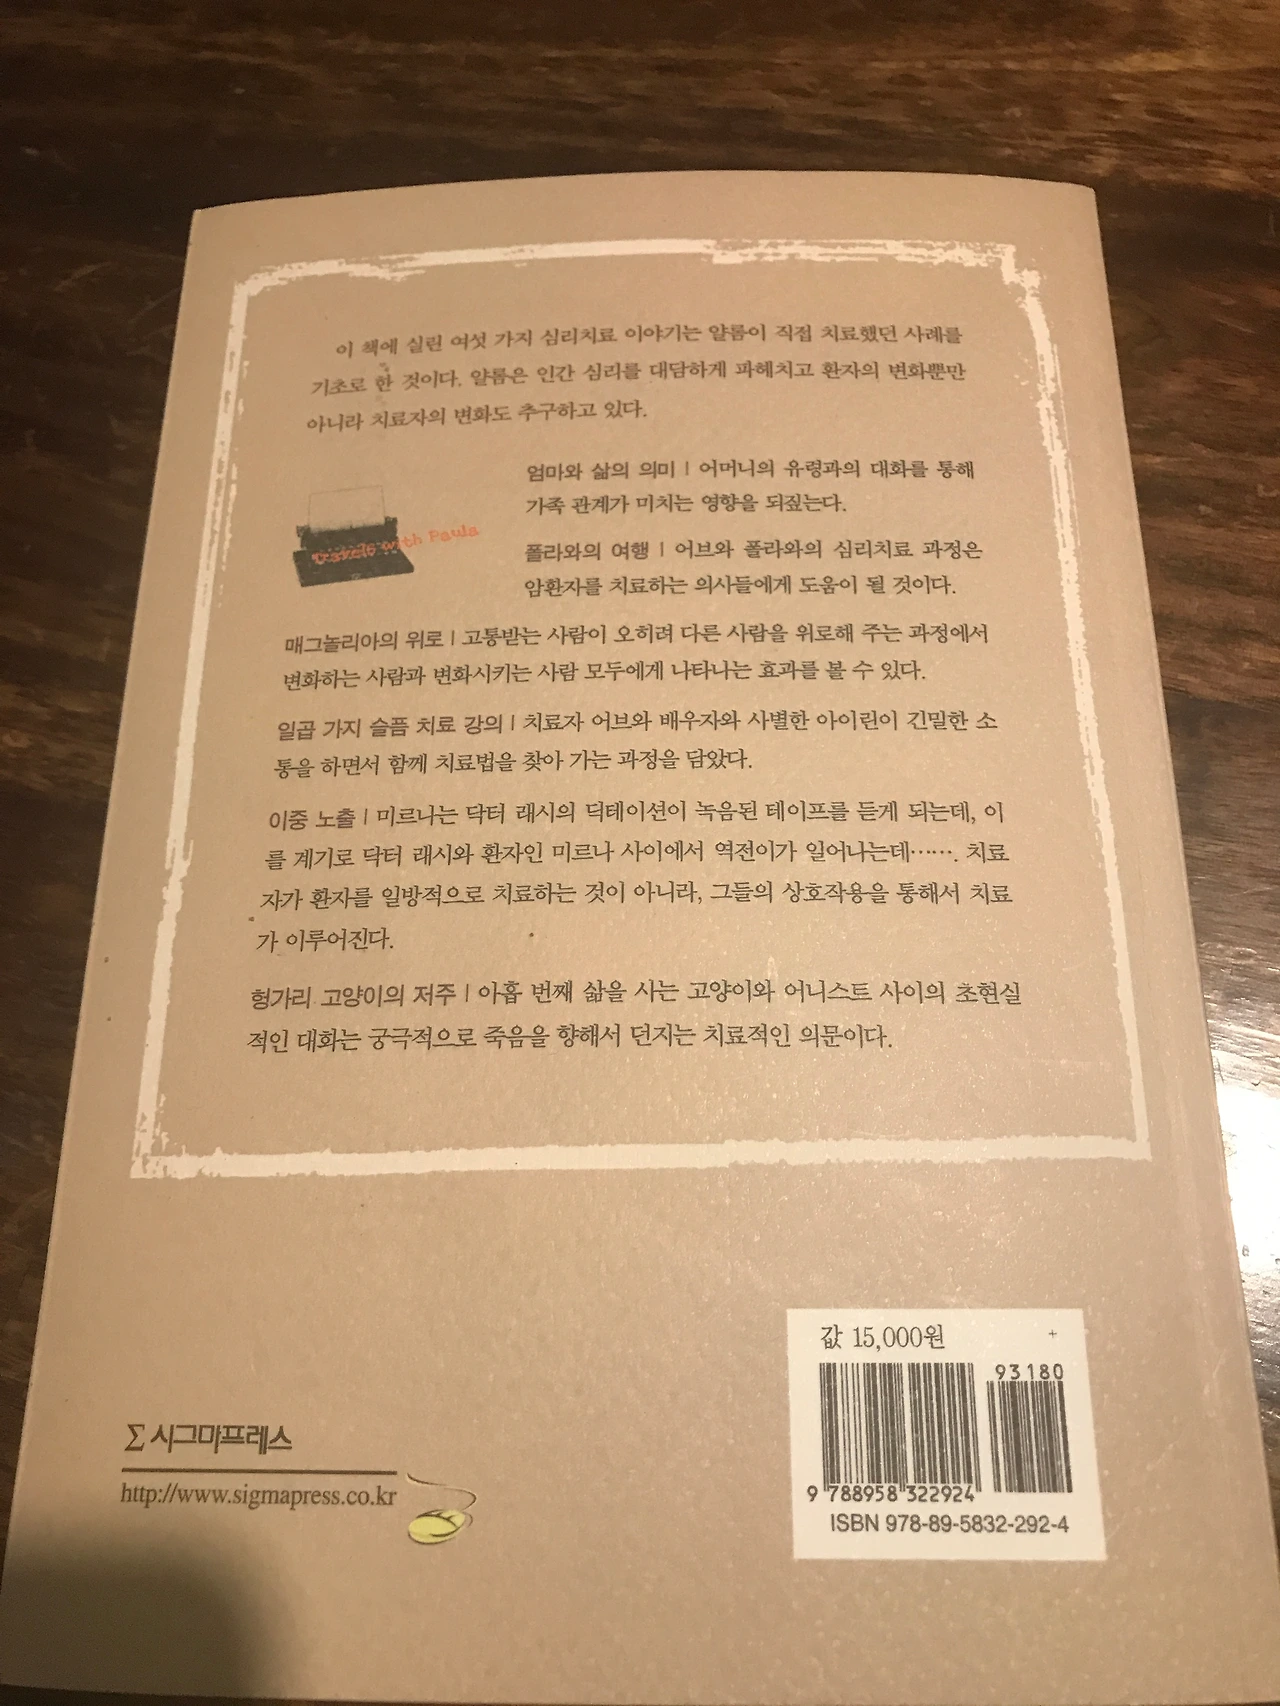 이 책에 실린 여섯 가지 심리치료 이야기는 얄롬이 직접 치료했던 사례를
기초로 한 것이다. 얄롬은 인간 심리를 대담하게 파헤치고 환자의 변화뿐만
아니라 치료자의 변화도 추구하고 있다.
엄마와 삶의 의미 | 어머니의 유령과의 대화를 통해
가족 관계가 미치는 영향을 되짚는다.
Travels with Paula
폴라와의 여행 | 어브와 폴라와의 심리치료 과정은
암환자를 치료하는 의사들에게 도움이 될 것이다.
매그놀리아의 위로 | 고통받는 사람이 오히려 다른 사람을 위로해 주는 과정에서
변화하는 사람과 변화시키는 사람 모두에게 나타나는 효과를 볼 수 있다.
일곱 가지 슬픔 치료 강의 | 치료자 어브와 배우자와 사별한 아이린이 긴밀한 소
통을 하면서 함께 치료법을 찾아 가는 과정을 담았다.
이중 노출 | 미르나는 닥터 래시의 딕테이션이 녹음된 테이프를 듣게 되는데, 이
를 계기로 닥터 래시와 환자인 미르나 사이에서 역전이가 일어나는데……. 치료
자가 환자를 일방적으로 치료하는 것이 아니라, 그들의 상호작용을 통해서 치료
가 이루어진다.
헝가리 고양이의 저주 | 아홉 번째 삶을 사는 고양이와 어니스트 사이의 초현실
적인 대화는 궁극적으로 죽음을 향해서 던지는 치료적인 의문이다.
값 15,000원
93180
9 788958 322924
ISBN 978-89-5832-292-4
Σ 시그마프레스
http://www.sigmapress.co.kr